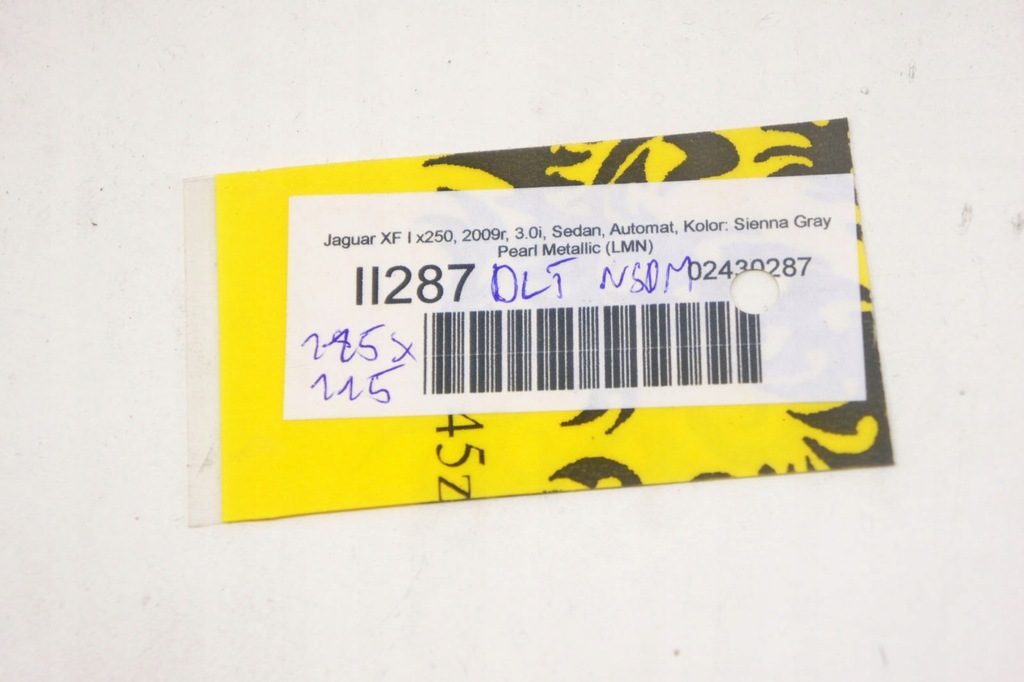 Jaguar XF I x250, 2009r, 3.0i, Sedan, Automat, Kolor: Sienna Gray
Pearl Metallic (LMN)
II287 DLT NSDM 02430287
115
45z